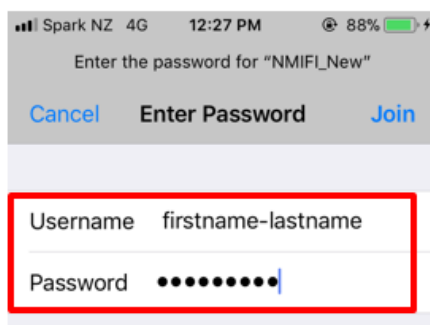 Spark NZ 4G 12:27 PM 88%
Enter the password for “NMIFI_New”
Cancel Enter Password Join
Username firstname-lastname
Password •••••••••